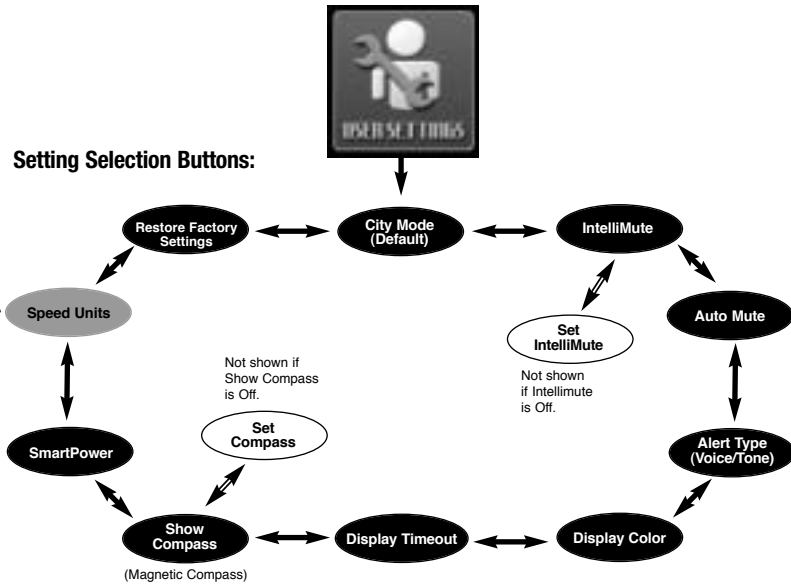 USER SETTINGS
Setting Selection Buttons:
Restore Factory
Settings
City Mode
(Default)
IntelliMute
Speed Units
Set
IntelliMute
Auto Mute
Not shown
if Intellimute
is Off.
Not shown if
Show Compass
is Off.
Set
Compass
SmartPower
Alert Type
(Voice/Tone)
Show
Compass
Display Timeout
Display Color
(Magnetic Compass)